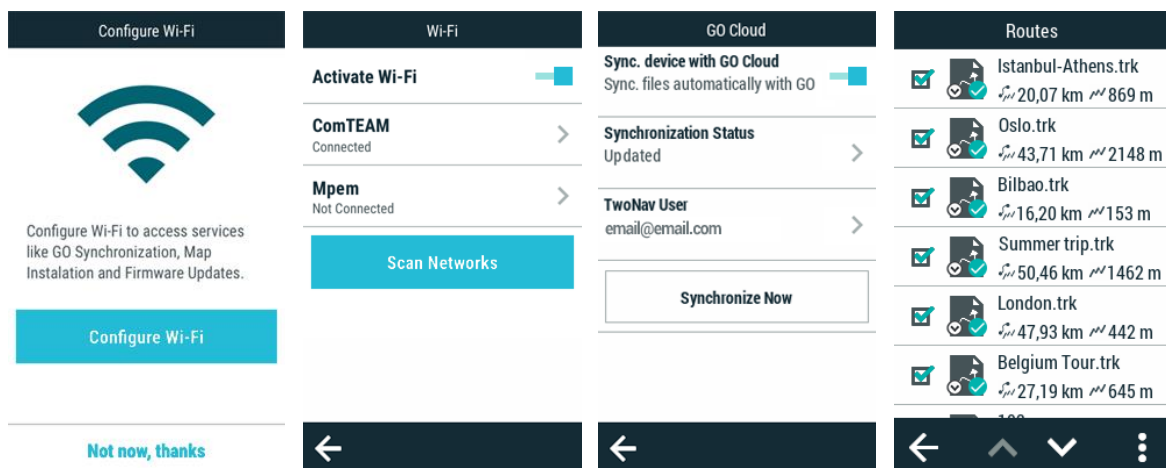 Configure Wi-Fi
Configure Wi-Fi to access services
like GO Synchronization, Map
Instalation and Firmware Updates.
Configure Wi-Fi
Not now, thanks
Wi-Fi
Activate Wi-Fi
ComTEAM
Connected
Mpem
Not Connected
Scan Networks
GO Cloud
Sync. device with GO Cloud
Sync. files automatically with GO
Synchronization Status
Updated
TwoNav User
email@email.com
Synchronize Now
Routes
Istanbul-Athens.trk
20,07 km 869 m
Oslo.trk
43,71 km 2148 m
Bilbao.trk
16,20 km 153 m
Summer trip.trk
50,46 km 1462 m
London.trk
47,93 km 442 m
Belgium Tour.trk
27,19 km 645 m